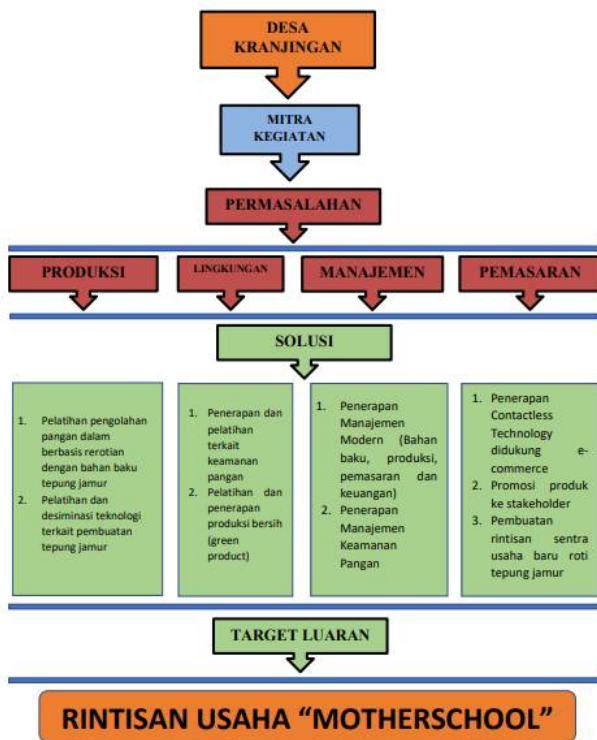 DESA
KRANJINGAN
MITRA
KEGIATAN
PERMASALAHAN
PRODUKSI
LINGKUNGAN
MANAJEMEN
PEMASARAN
SOLUSI
1. Pelatihan pengolahan
pangan dalam
berbasis rerotian
dengan bahan baku
tepung jamur
2. Pelatihan dan
desiminasi teknologi
terkait pembuatan
tepung jamur
1. Penerapan dan
pelatihan
terkait
keamanan
pangan
2. Pelatihan dan
penerapan
produksi bersih
(green
product)
1. Penerapan
Manajemen
Modern (Bahan
baku, produksi,
pemasaran dan
keuangan)
2. Penerapan
Manajemen
Keamanan
Pangan
1. Penerapan
Contactless
Technology
didukung e-
commerce
2. Promosi produk
ke stakeholder
3. Pembuatan
rintisan sentra
usaha baru roti
tepung jamur
TARGET LUARAN
RINTISAN USAHA “MOTHERSCHOOL”